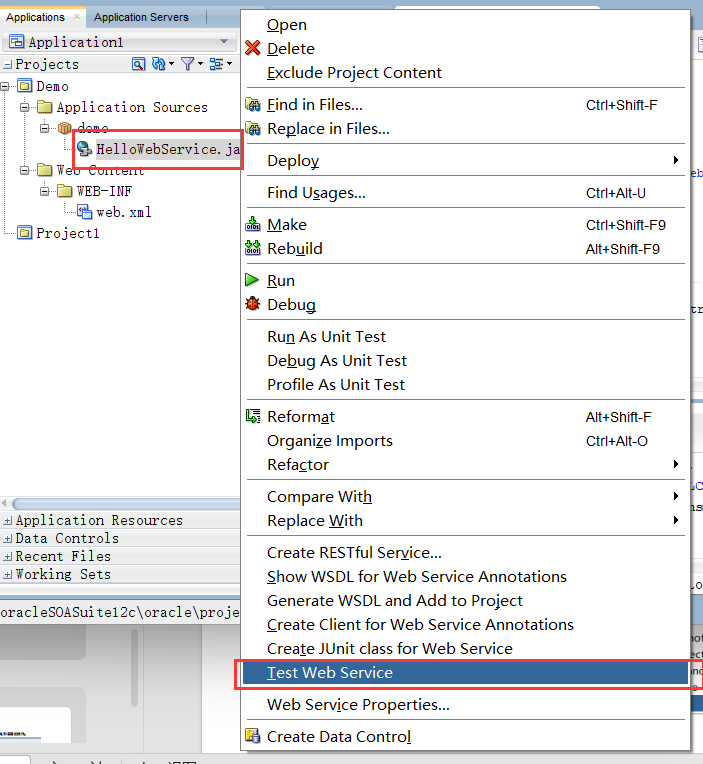 Applications
Application Servers
Application1
Projects
Demo
Application Sources
demo
HelloWebService.ja
Web Content
WEB-INF
web.xml
Project1
Application Resources
Data Controls
Recent Files
Working Sets
oracleSOASuite12c\oracle\proje
Open
Delete
Exclude Project Content
Find in Files... Ctrl+Shift-F
Replace in Files...
Deploy
Find Usages... Ctrl+Alt-U
Make Ctrl+Shift-F9
Rebuild Alt+Shift-F9
Run
Debug
Run As Unit Test
Debug As Unit Test
Profile As Unit Test
Reformat Alt+Shift-F
Organize Imports Ctrl+Alt-O
Refactor
Compare With
Replace With
Create RESTful Service...
Show WSDL for Web Service Annotations
Generate WSDL and Add to Project
Create Client for Web Service Annotations
Create JUnit class for Web Service
Test Web Service
Web Service Properties...
Create Data Control